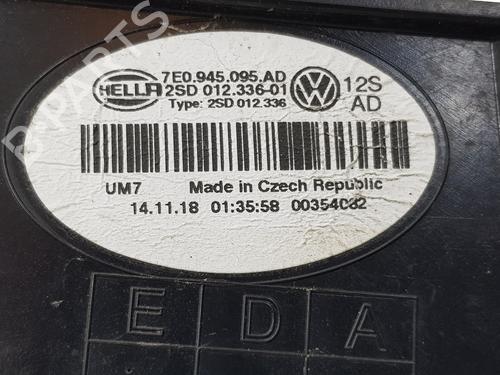 7E0.945.095.AD
HELLA 2SD 012.336-01 12S
Type: 2SD 012.336 AD
UM7 Made in Czech Republic
14.11.18 01:35:58 00354032
E D A
B-PARTS